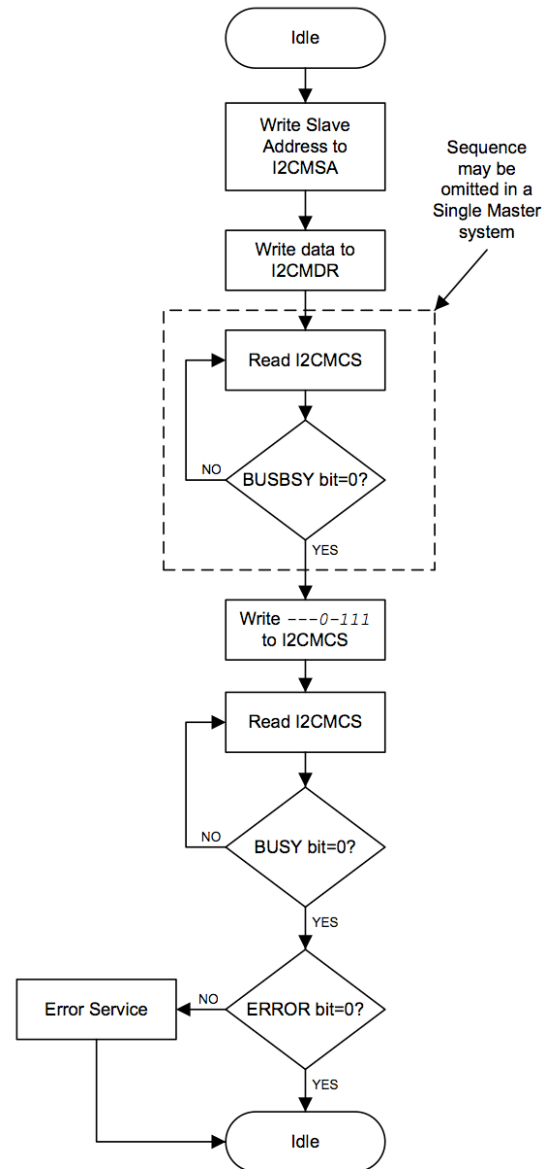 Idle
Write Slave
Address to
I2CMSA
Sequence
may be
omitted in a
Single Master
system
Write data to
I2CMDR
Read I2CMCS
NO
BUSBSY bit=0?
YES
Write ---0-111
to I2CMCS
Read I2CMCS
NO
BUSY bit=0?
YES
Error Service
NO
ERROR bit=0?
YES
Idle